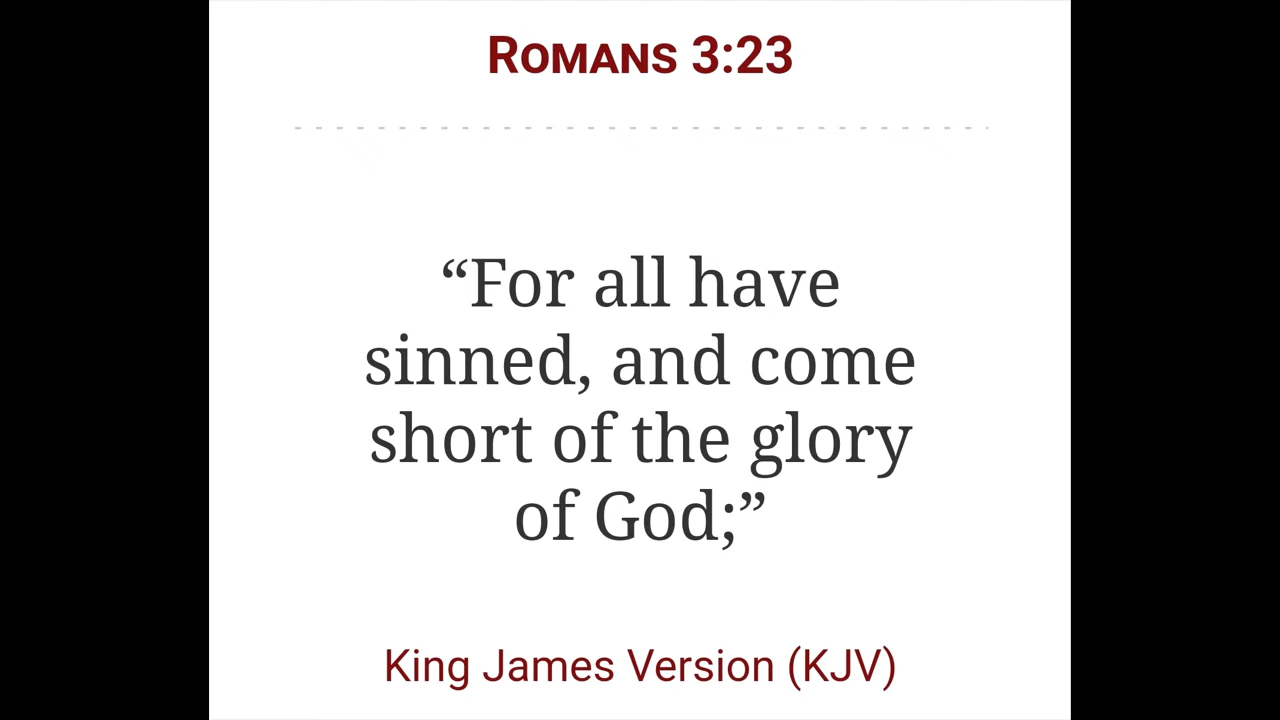 Romans 3:23
“For all have
sinned, and come
short of the glory
of God;”
King James Version (KJV)